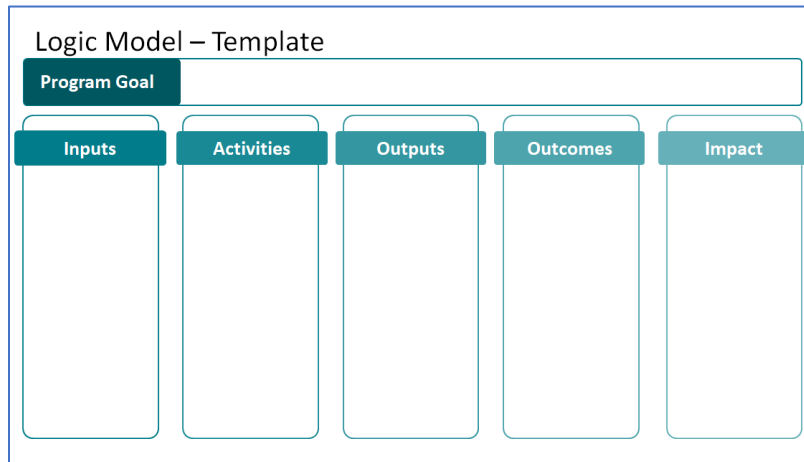 Logic Model – Template
Program Goal
Inputs
Activities
Outputs
Outcomes
Impact